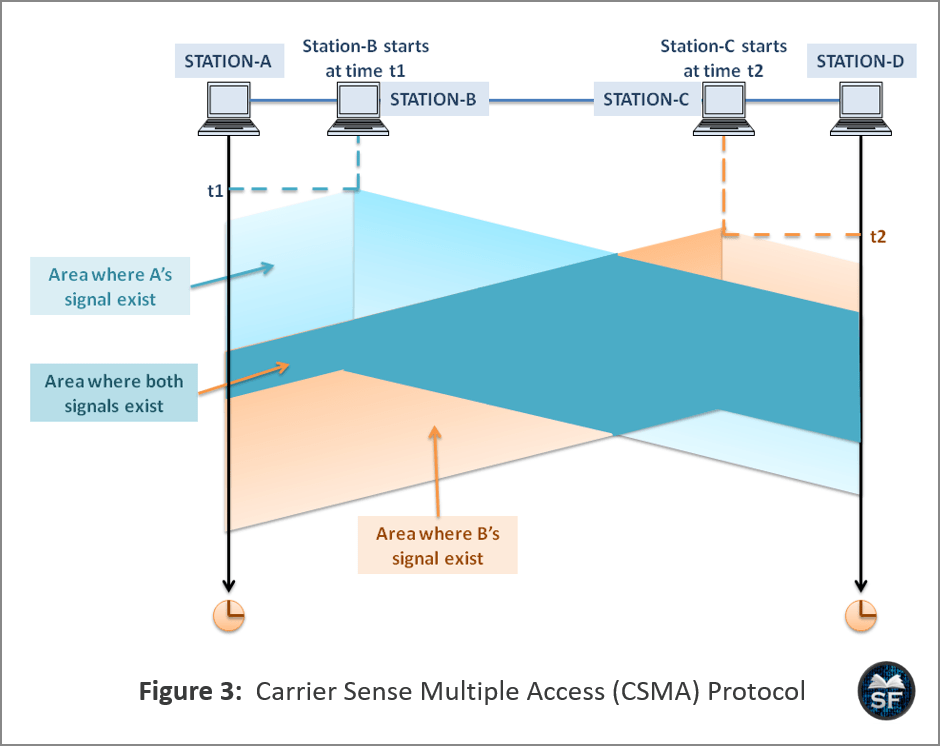 Station-B starts
at time t1
Station-C starts
at time t2
STATION-A
STATION-D
STATION-B
STATION-C
t1
t2
Area where A's
signal exist
Area where both
signals exist
Area where B's
signal exist
Figure 3: Carrier Sense Multiple Access (CSMA) Protocol
SF